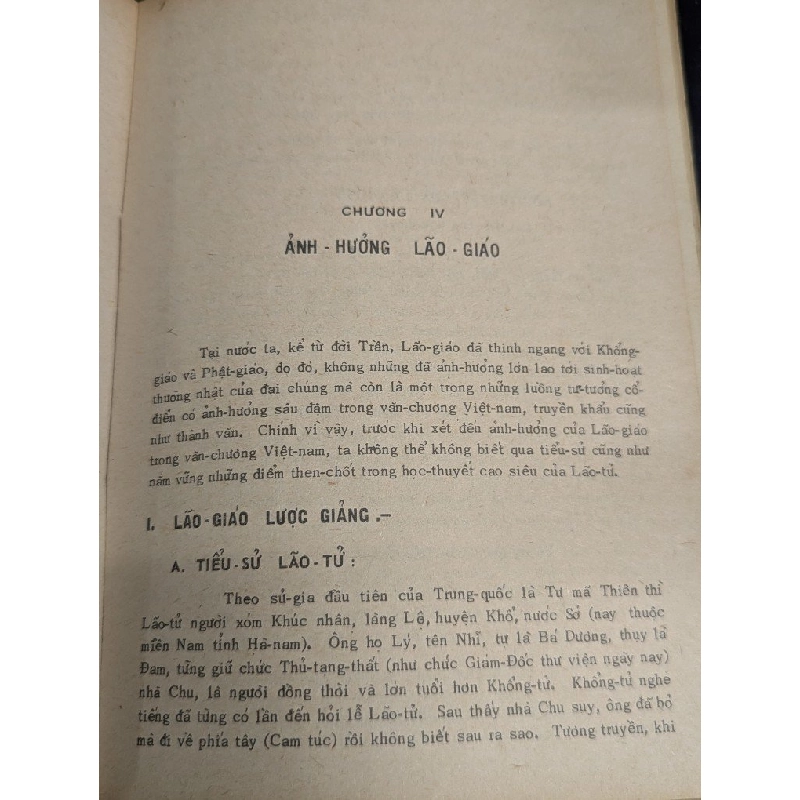 CHƯƠNG IV
ẢNH - HƯỞNG LÃO - GIÁO
Tại nước ta, kể từ đời Trần, Lão-giáo đã thịnh ngang với Khổng-
giáo và Phật-giáo, do đó, không những đã ảnh-hưởng lớn lao tới sinh-hoạt
thường nhật của đại chúng mà còn là một trong những luồng tư-tưởng cổ-
điển có ảnh-hưởng sâu đậm trong văn-chương Việt-nam, truyền khẩu cũng
như thành văn. Chính vì vậy, trước khi xét đến ảnh-hưởng của Lão-giáo
trong văn-chương Việt-nam, ta không thể không biết qua tiểu-sử cũng như
nắm vững những điểm then-chốt trong học-thuyết cao siêu của Lão-tử.
I. LÃO-GIÁO LƯỢC GIẢNG .—
A. TIỂU-SỬ LÃO-TỬ :
Theo sử-gia đầu tiên của Trung-quốc là Tư mã Thiên thì
Lão-tử người xóm Khúc nhân, làng Lệ, huyện Khổ, nước Sở (nay thuộc
miền Nam tỉnh Hà-nam). Ông họ Lý, tên Nhĩ, tự là Bá Dương, thụy là
Đam, từng giữ chức Thủ-tang-thất (như chức Giám-Đốc thư viện ngày nay)
nhà Chu, là người đồng thời và lớn tuổi hơn Khổng-tử. Khổng-tử nghe
tiếng đã từng có lần đến hỏi lễ Lão-tử. Sau thấy nhà Chu suy, ông đã bỏ
mà đi về phía tây (Cam túc) rồi không biết sau ra sao. Tương truyền, khi